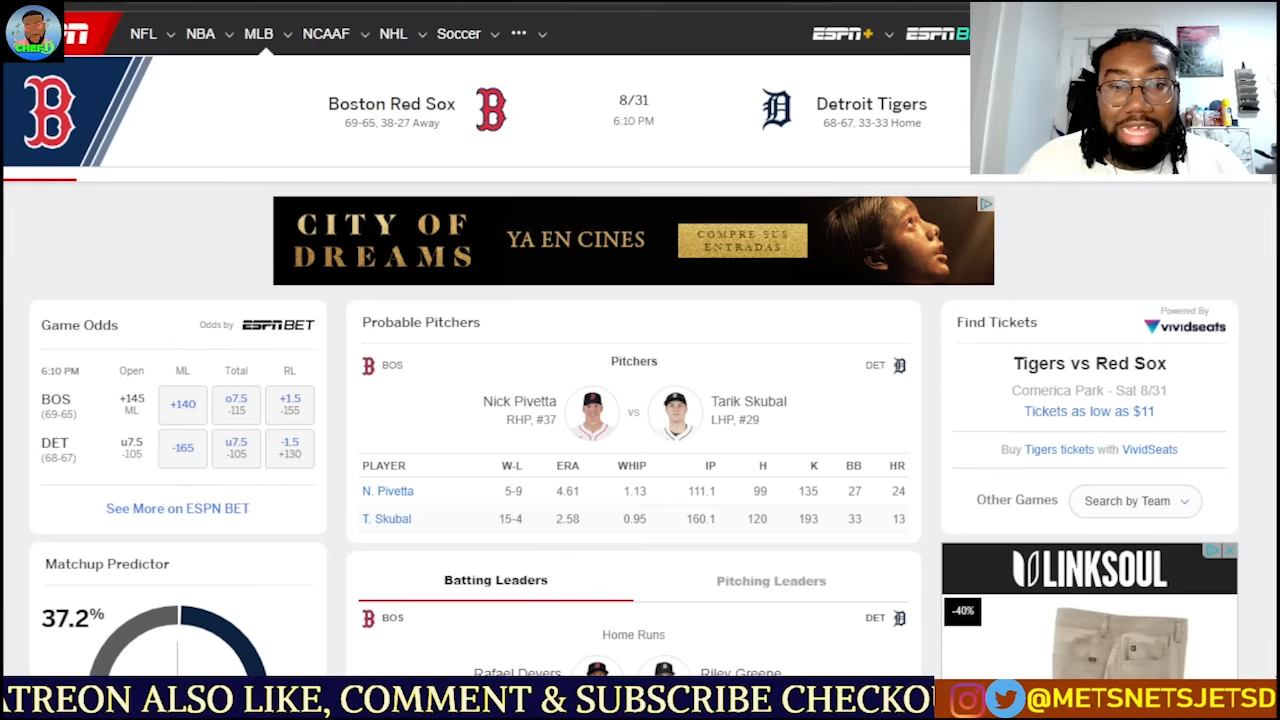 CHEFJ
NFL NBA MLB NCAAF NHL Soccer ••• ESPN+ ESPN B
Boston Red Sox B 8/31 D Detroit Tigers
69-65, 38-27 Away 6:10 PM 68-67, 33-33 Home
CITY OF DREAMS
YA EN CINES
COMPRE SUS ENTRADAS
Game Odds Odds by ESPN BET
6:10 PM Open ML Total RL
BOS +145 +140 o7.5 +1.5
(69-65) ML -115 -155
DET u7.5 -165 u7.5 -1.5
(68-67) -105 -105 +130
See More on ESPN BET
Matchup Predictor
37.2%
Probable Pitchers
BOS Pitchers DET
Nick Pivetta vs Tarik Skubal
RHP, #37 LHP, #29
PLAYER W-L ERA WHIP IP H K BB HR
N. Pivetta 5-9 4.61 1.13 111.1 99 135 27 24
T. Skubal 15-4 2.58 0.95 160.1 120 193 33 13
Batting Leaders Pitching Leaders
BOS DET
Home Runs
Rafael Devers Riley Greene
Find Tickets Powered By vividseats
Tigers vs Red Sox
Comerica Park - Sat 8/31
Tickets as low as $11
Buy Tigers tickets with VividSeats
Other Games Search by Team
LINKSOUL
-40%
ATREON ALSO LIKE, COMMENT & SUBSCRIBE CHECKO
@METSNETSJETSD